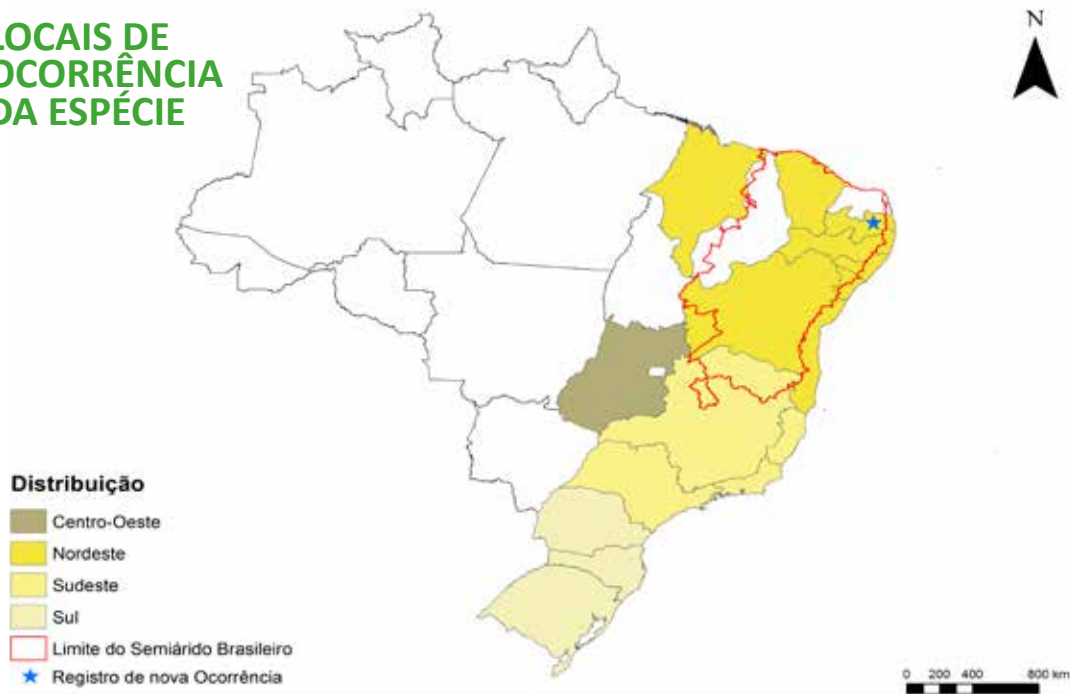 LOCAIS DE
OCORRÊNCIA
DA ESPÉCIE
N
Distribuição
Centro-Oeste
Nordeste
Sudeste
Sul
Limite do Semiárido Brasileiro
Registro de nova Ocorrência
0 200 400 800 km